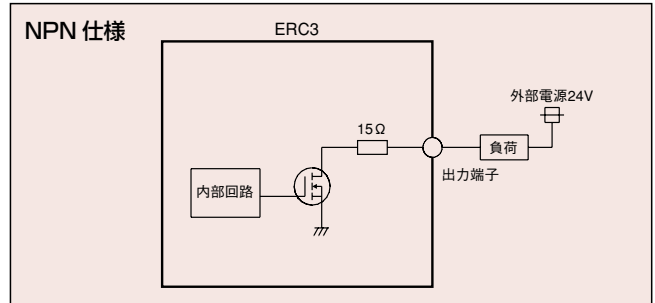 NPN 仕様
ERC3
外部電源24V
15Ω
負荷
出力端子
内部回路